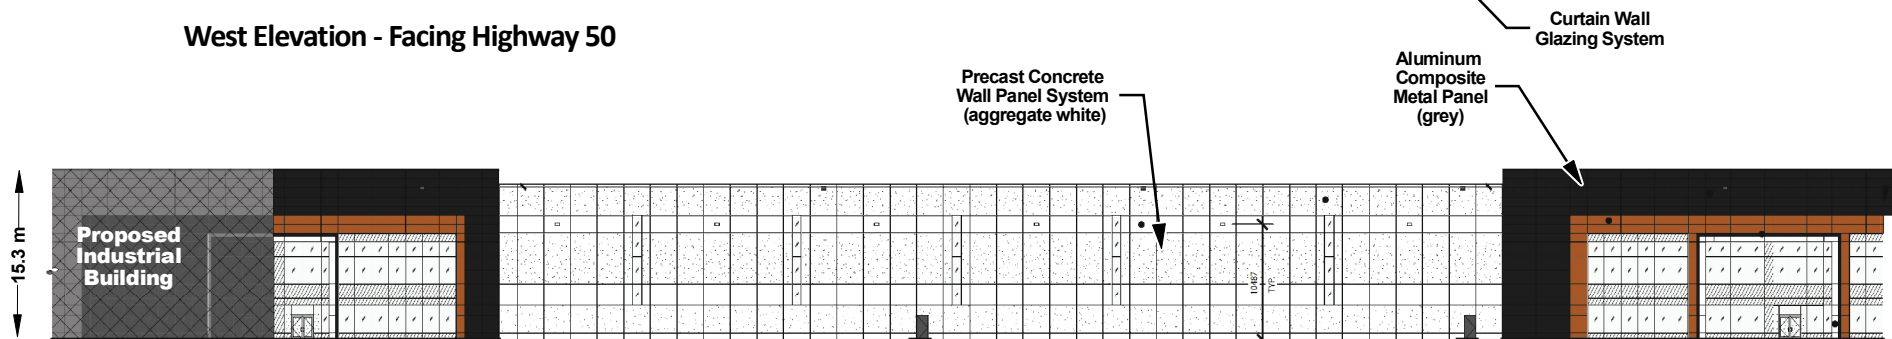 West Elevation - Facing Highway 50
Curtain Wall
Glazing System
Aluminum
Composite
Metal Panel
(grey)
Precast Concrete
Wall Panel System
(aggregate white)
15.3 m
Proposed
Industrial
Building
10487
TYP.